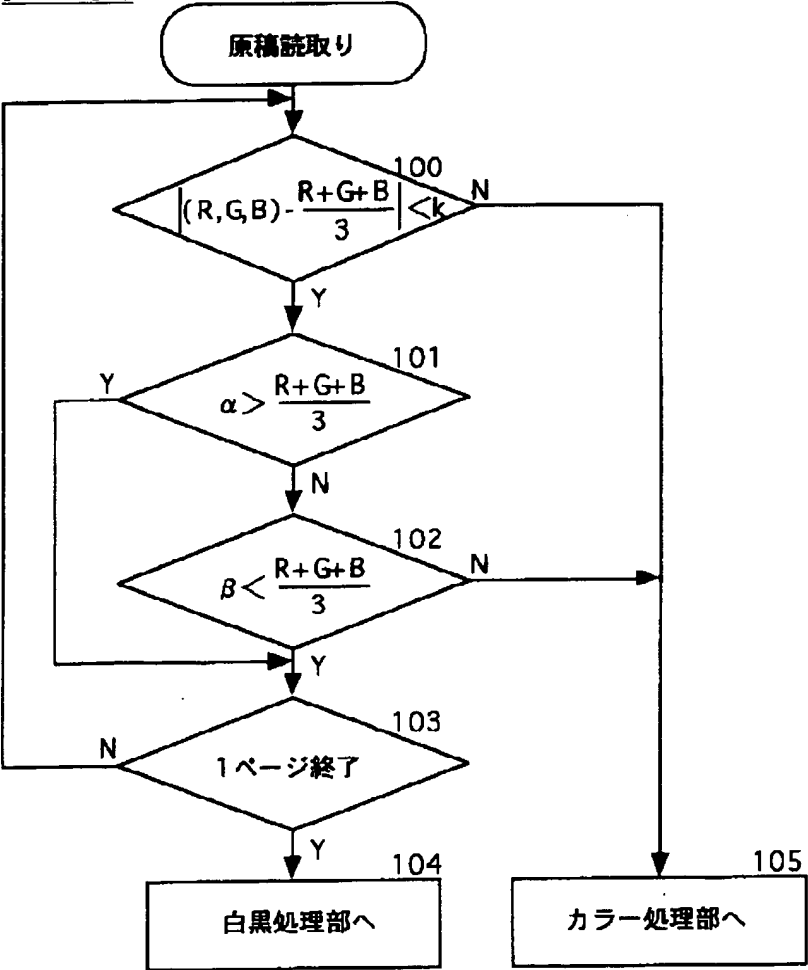 原稿読取り
100
|(R,G,B)-R+G+B/3|<k
N
Y
101
Y
α>R+G+B/3
N
102
β<R+G+B/3
N
Y
103
N
1ページ終了
Y
104
白黒処理部へ
105
カラー処理部へ